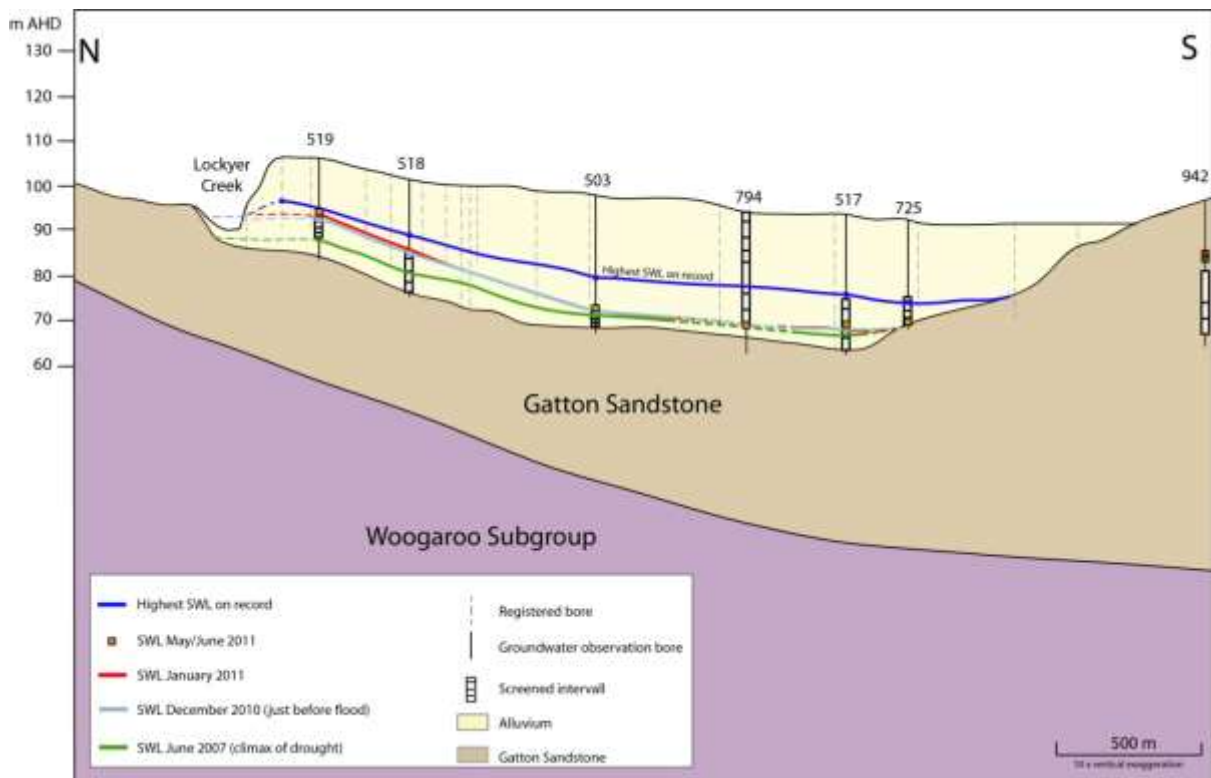 m AHD
N
S
130
120
110
100
90
80
70
60
Lockyer
Creek
519
518
503
794
517
725
942
Highest SWL on record
Gatton Sandstone
Woogaroo Subgroup
Highest SWL on record
SWL May/June 2011
SWL January 2011
SWL December 2010 (just before flood)
SWL June 2007 (climax of drought)
Registered bore
Groundwater observation bore
Screened intervall
Alluvium
Gatton Sandstone
500 m
10 x vertical exaggeration